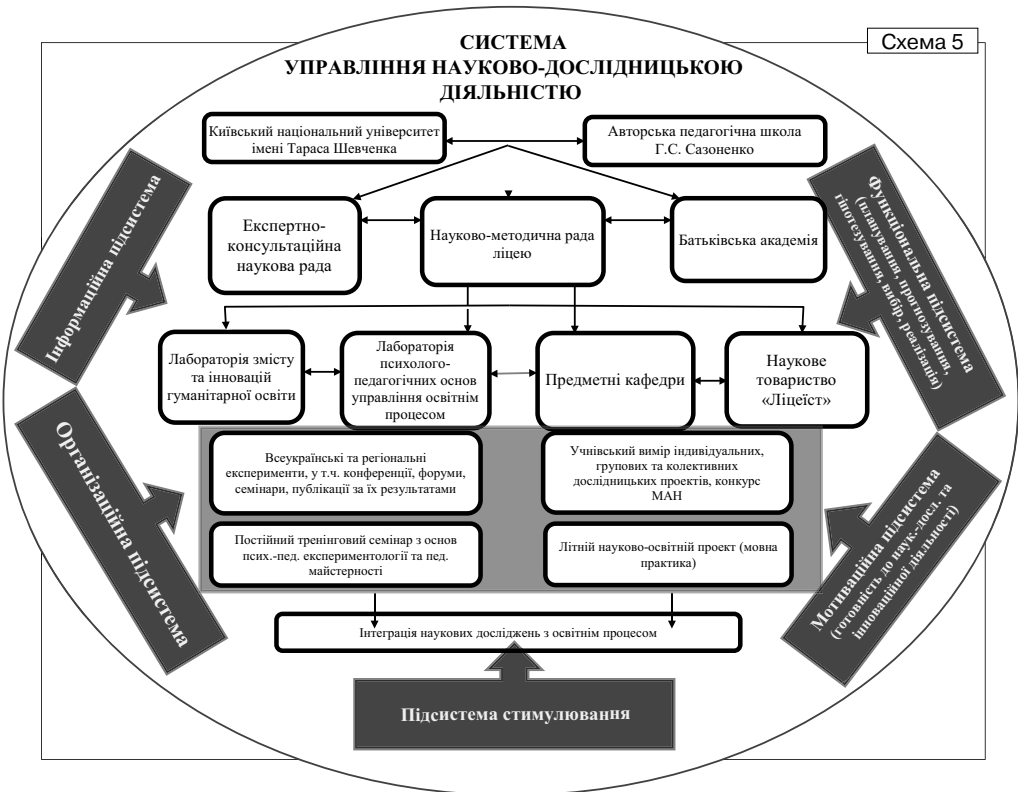 Схема 5
СИСТЕМА
УПРАВЛІННЯ НАУКОВО-ДОСЛІДНИЦЬКОЮ
ДІЯЛЬНІСТЮ
Київський національний університет
імені Тараса Шевченка
Авторська педагогічна школа
Г.С. Сазоненко
Інформаційна підсистема
Функціональна підсистема
(планування, прогнозування,
гіпотезування, вибір, реалізація)
Експертно-
консультаційна
наукова рада
Науково-методична рада
ліцею
Батьківська академія
Лабораторія змісту
та інновацій
гуманітарної освіти
Лабораторія
психолого-
педагогічних основ
управління освітнім
процесом
Предметні кафедри
Наукове
товариство
«Ліцеїст»
Організаційна підсистема
Мотиваційна підсистема
(готовність до наук.-досл. та
інноваційної діяльності)
Всеукраїнські та регіональні
експерименти, у т.ч. конференції, форуми,
семінари, публікації за їх результатами
Учнівський вимір індивідуальних,
групових та колективних
дослідницьких проектів, конкурс
МАН
Постійний тренінговий семінар з основ
псих.-пед. експериментології та пед.
майстерності
Літній науково-освітній проект (мовна
практика)
Інтеграція наукових досліджень з освітнім процесом
Підсистема стимулювання